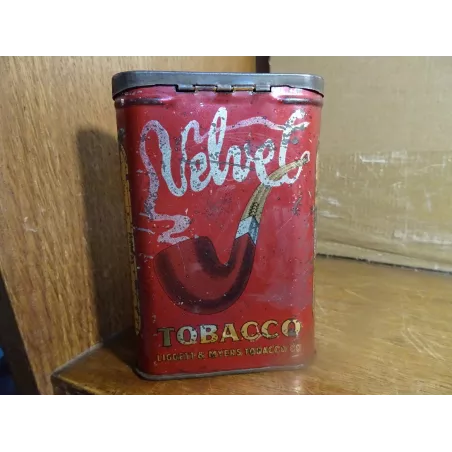 Velvet
TOBACCO
LIGGETT & MYERS TOBACCO CO